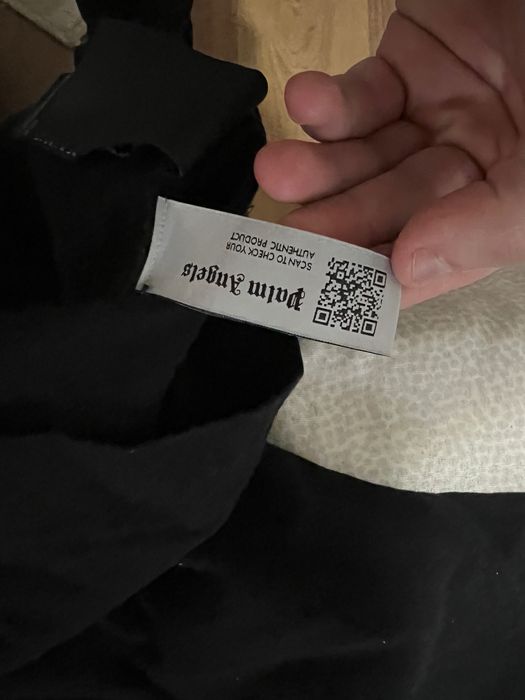 Palm Angels
SCAN TO CHECK YOUR
AUTHENTIC PRODUCT